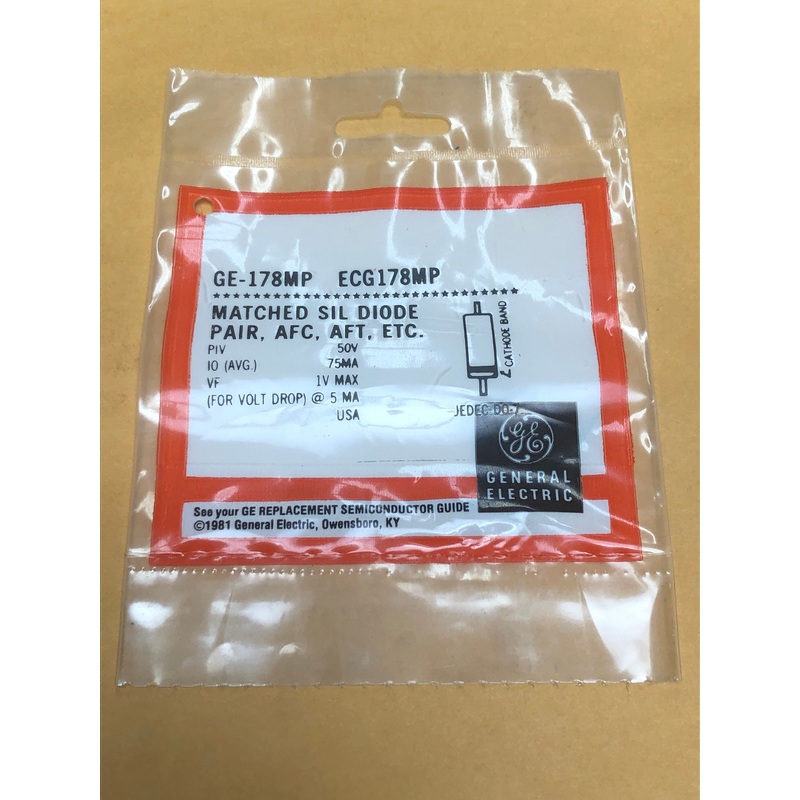 GE-178MP ECG178MP
****************************************
MATCHED SIL DIODE
PAIR, AFC, AFT, ETC.
PIV 50V
IO (AVG.) 75MA
VF 1V MAX
(FOR VOLT DROP) @ 5 MA
USA
CATHODE BAND
JEDEC-DO-7
GE
GENERAL
ELECTRIC
See your GE REPLACEMENT SEMICONDUCTOR GUIDE
©1981 General Electric, Owensboro, KY